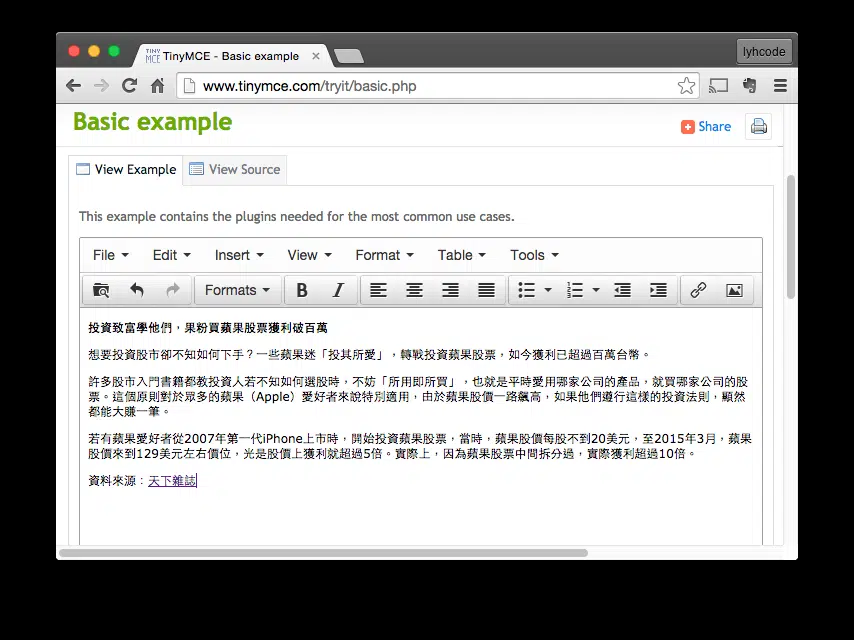 TINY MCE TinyMCE - Basic example
lyhcode
www.tinymce.com/tryit/basic.php
Basic example
Share
View Example View Source
This example contains the plugins needed for the most common use cases.
File Edit Insert View Format Table Tools
Formats B I
投資致富學他們，果粉買蘋果股票獲利破百萬
想要投資股市卻不知如何下手？一些蘋果迷「投其所愛」，轉戰投資蘋果股票，如今獲利已超過百萬台幣。
許多股市入門書籍都教投資人若不知如何選股時，不妨「所用即所買」，也就是平時愛用哪家公司的產品，就買哪家公司的股
票。這個原則對於眾多的蘋果（Apple）愛好者來說特別適用，由於蘋果股價一路飆高，如果他們遵行這樣的投資法則，顯然
都能大賺一筆。
若有蘋果愛好者從2007年第一代iPhone上市時，開始投資蘋果股票，當時，蘋果股價每股不到20美元，至2015年3月，蘋果
股價來到129美元左右價位，光是股價上獲利就超過5倍。實際上，因為蘋果股票中間拆分過，實際獲利超過10倍。
資料來源：天下雜誌